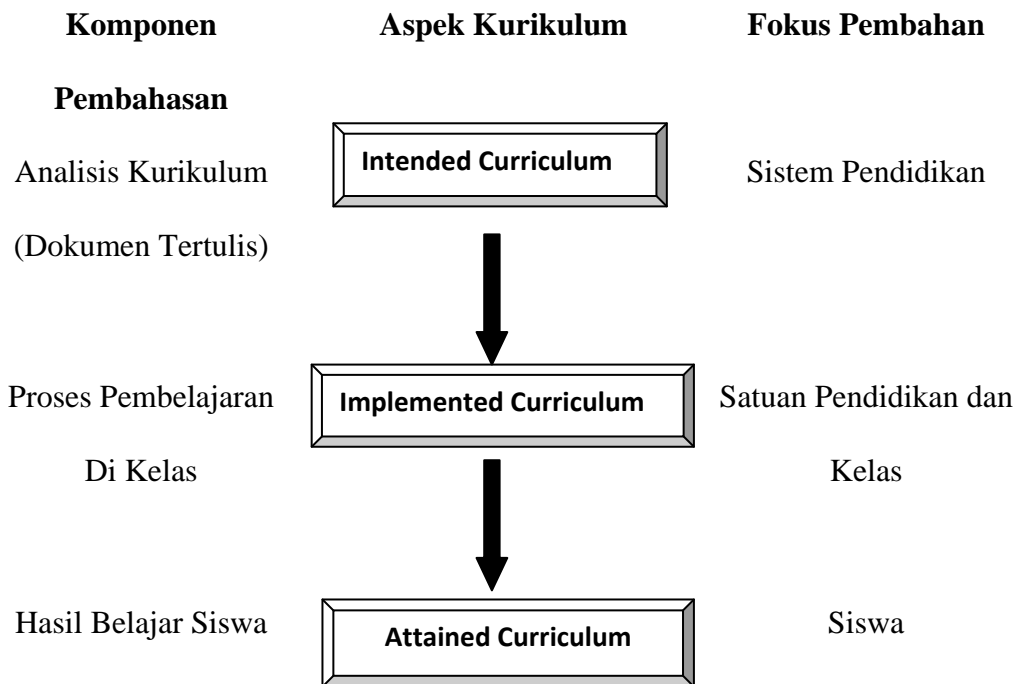 Komponen Aspek Kurikulum Fokus Pembahan
Pembahasan
Analisis Kurikulum Intended Curriculum Sistem Pendidikan
(Dokumen Tertulis)
Proses Pembelajaran Implemented Curriculum Satuan Pendidikan dan
Di Kelas Kelas
Hasil Belajar Siswa Attained Curriculum Siswa